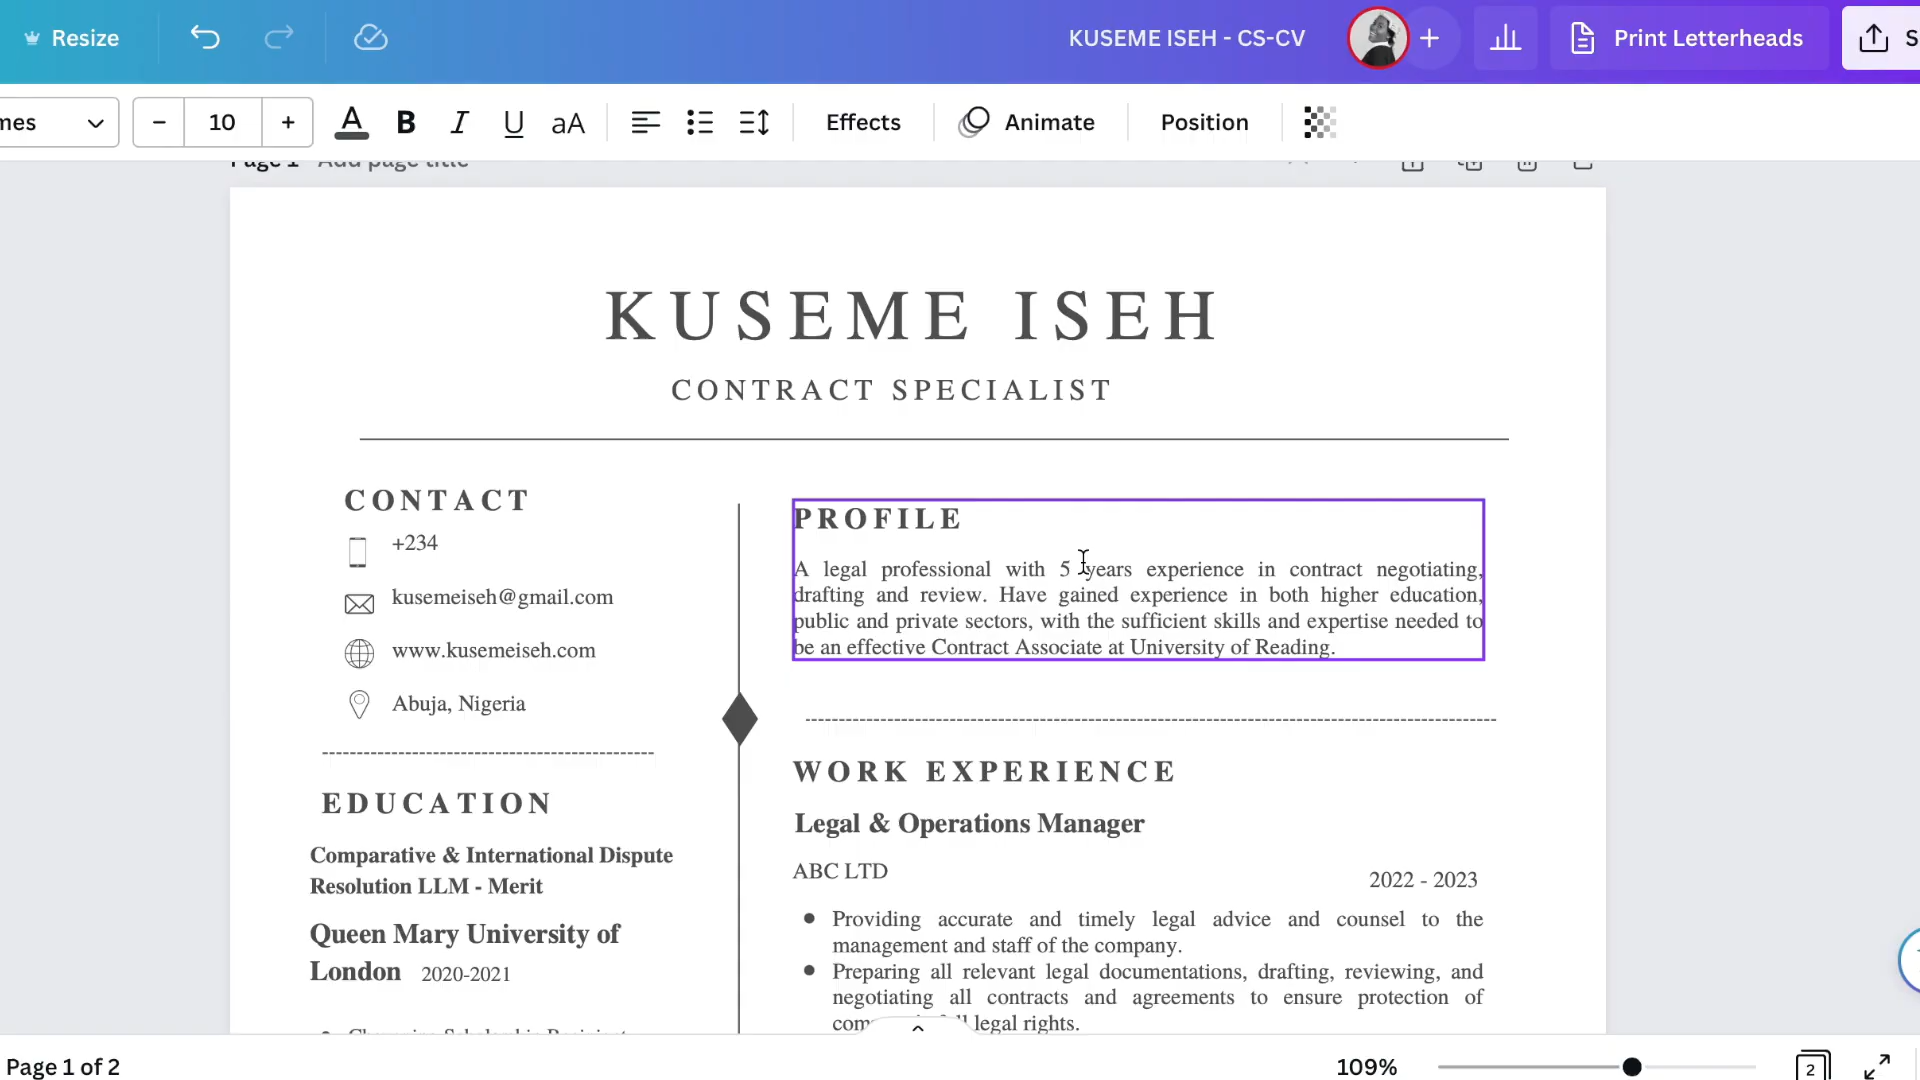 Resize
KUSEME ISEH - CS-CV
Print Letterheads
10
A
B
I
U
aA
Effects
Animate
Position
Page 1 Add page title
KUSEME ISEH
CONTRACT SPECIALIST
CONTACT
+234
kusemeiseh@gmail.com
www.kusemeiseh.com
Abuja, Nigeria
EDUCATION
Comparative & International Dispute
Resolution LLM - Merit
Queen Mary University of
London 2020-2021
PROFILE
A legal professional with 5 years experience in contract negotiating,
drafting and review. Have gained experience in both higher education,
public and private sectors, with the sufficient skills and expertise needed to
be an effective Contract Associate at University of Reading.
WORK EXPERIENCE
Legal & Operations Manager
ABC LTD
2022 - 2023
• Providing accurate and timely legal advice and counsel to the
management and staff of the company.
• Preparing all relevant legal documentations, drafting, reviewing, and
negotiating all contracts and agreements to ensure protection of
legal rights.
Page 1 of 2
109%
2